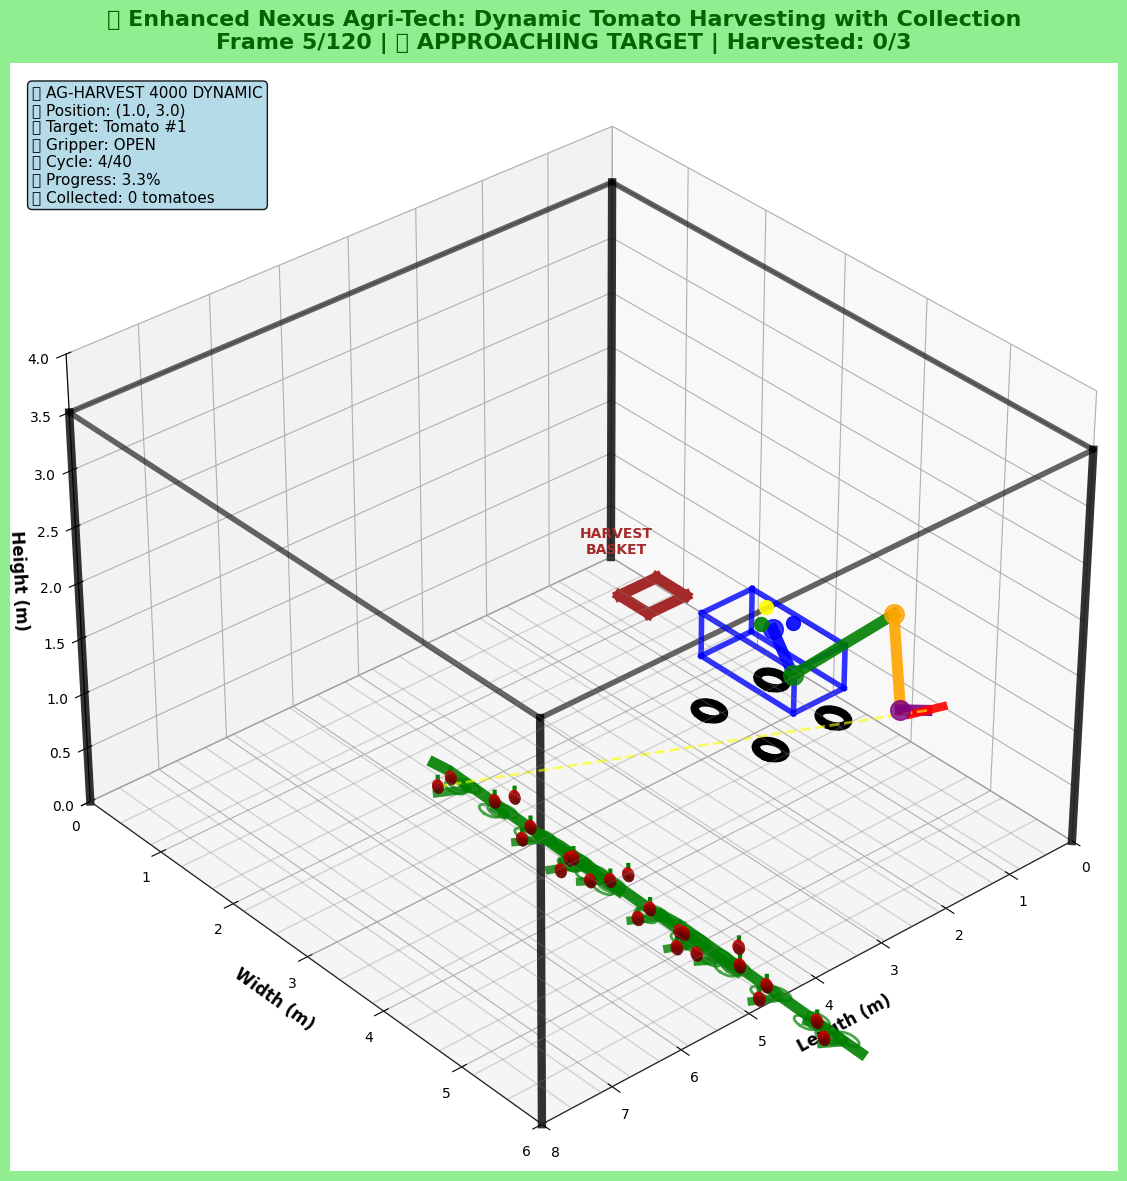 ▯ Enhanced Nexus Agri-Tech: Dynamic Tomato Harvesting with Collection
Frame 5/120 | ▯ APPROACHING TARGET | Harvested: 0/3
▯ AG-HARVEST 4000 DYNAMIC
▯ Position: (1.0, 3.0)
▯ Target: Tomato #1
▯ Gripper: OPEN
▯ Cycle: 4/40
▯ Progress: 3.3%
▯ Collected: 0 tomatoes
4.0
3.5
3.0
2.5
2.0
1.5
1.0
0.5
0.0
Height (m)
HARVEST
BASKET
0
1
2
3
4
5
6
Width (m)
0
1
2
3
4
5
6
7
8
Length (m)